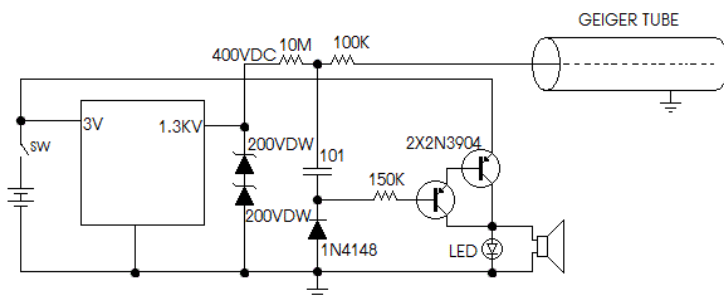 GEIGER TUBE
10M
100K
400VDC
3V
1.3KV
SW
200VDW
101
2X2N3904
150K
200VDW
1N4148
LED